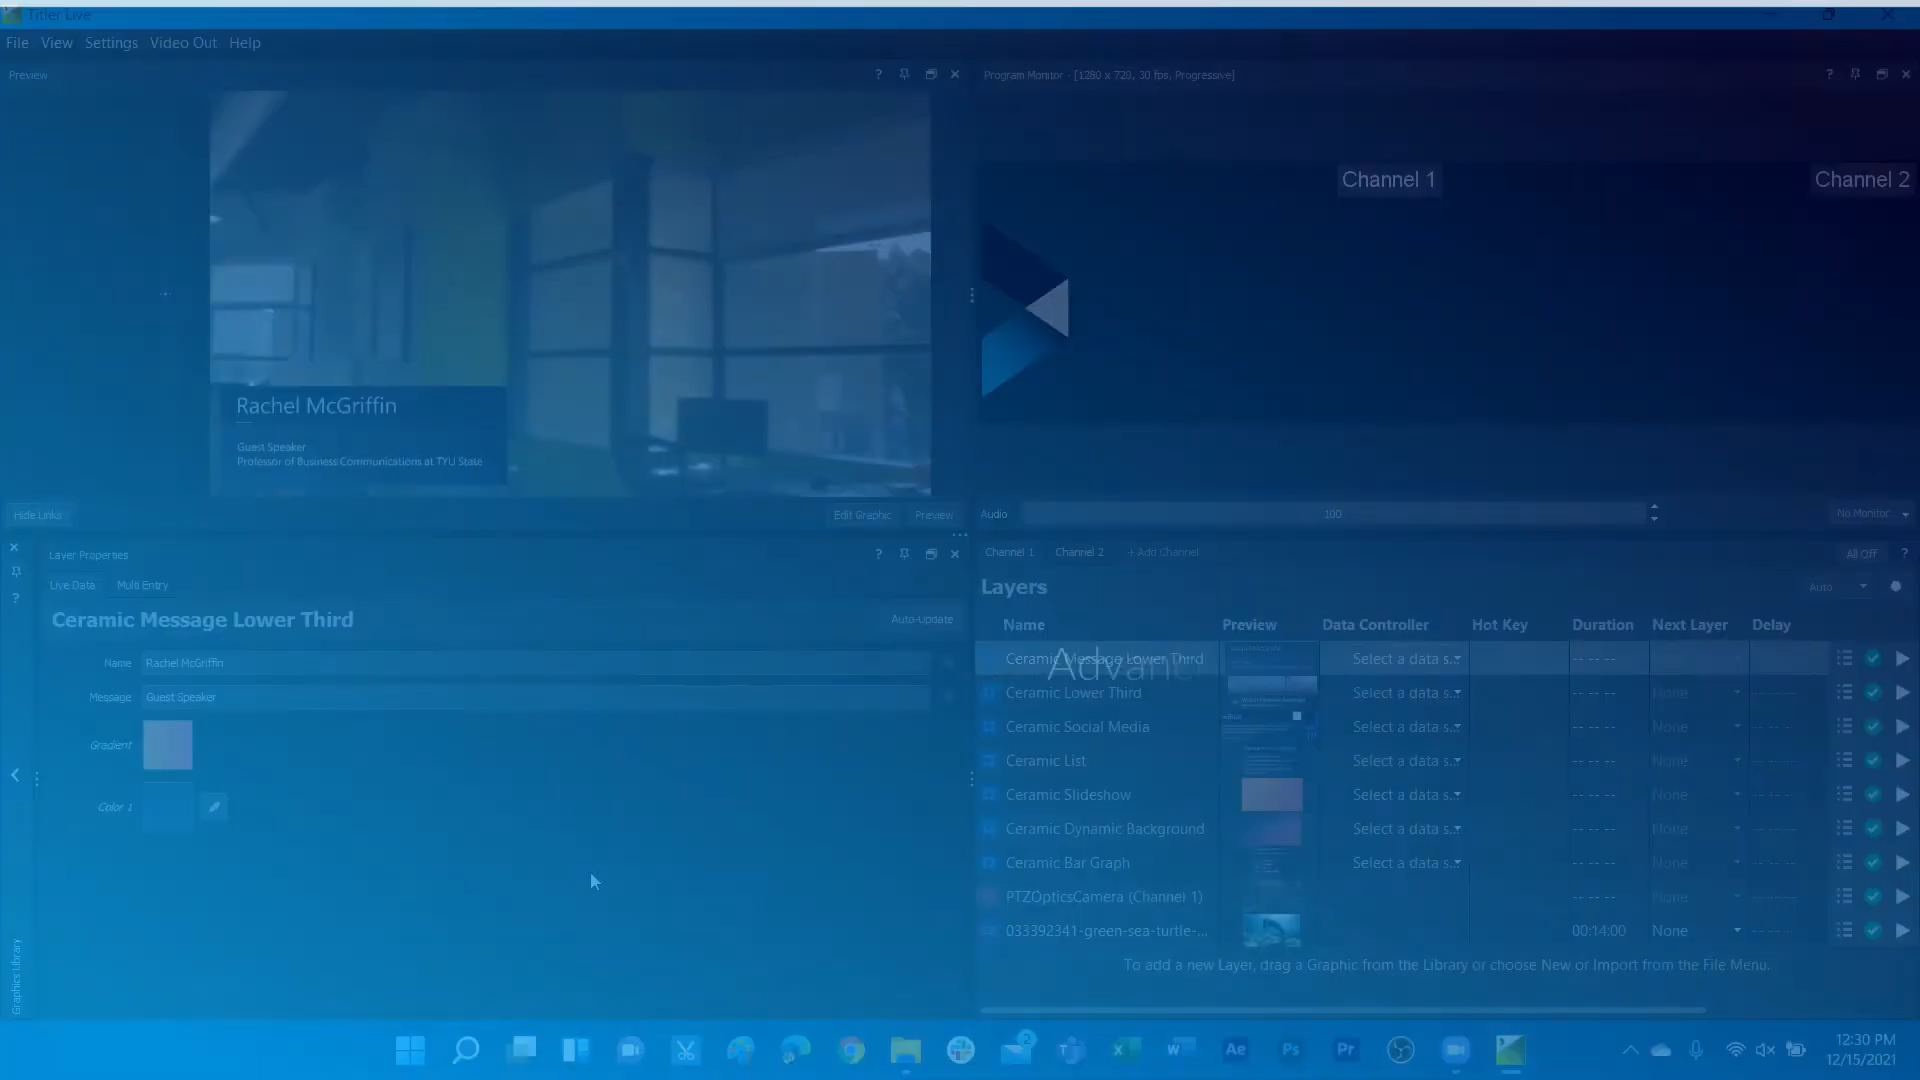 Titler Live
File View Settings Video Out Help
Preview
Program Monitor - [1280 x 720, 30 fps, Progressive]
Channel 1
Channel 2
Rachel McGriffin
Guest Speaker
Professor of Business Communications at TYU State
Hide Links
Edit Graphic
Preview
Audio
100
No Monitor
Layer Properties
Live Data
Multi Entry
Ceramic Message Lower Third
Auto-Update
Name
Rachel McGriffin
Message
Guest Speaker
Gradient
Color 1
Graphics Library
Channel 1
Channel 2
+ Add Channel
All Off
?
Layers
Auto
Name Preview Data Controller Hot Key Duration Next Layer Delay
Ceramic Message Lower Third Select a data s... -- -- --
Advan
Ceramic Lower Third Select a data s... -- -- -- None
Ceramic Social Media Select a data s... -- -- -- None
Ceramic List Select a data s... -- -- -- None
Ceramic Slideshow Select a data s... -- -- -- None
Ceramic Dynamic Background Select a data s... -- -- -- None
Ceramic Bar Graph Select a data s... -- -- -- None
PTZOpticsCamera (Channel 1) -- -- -- None
033392341-green-sea-turtle-... 00:14:00 None
To add a new Layer, drag a Graphic from the Library or choose New or Import from the File Menu.
2
Ae
Ps
Pr
12:30 PM
12/15/2021